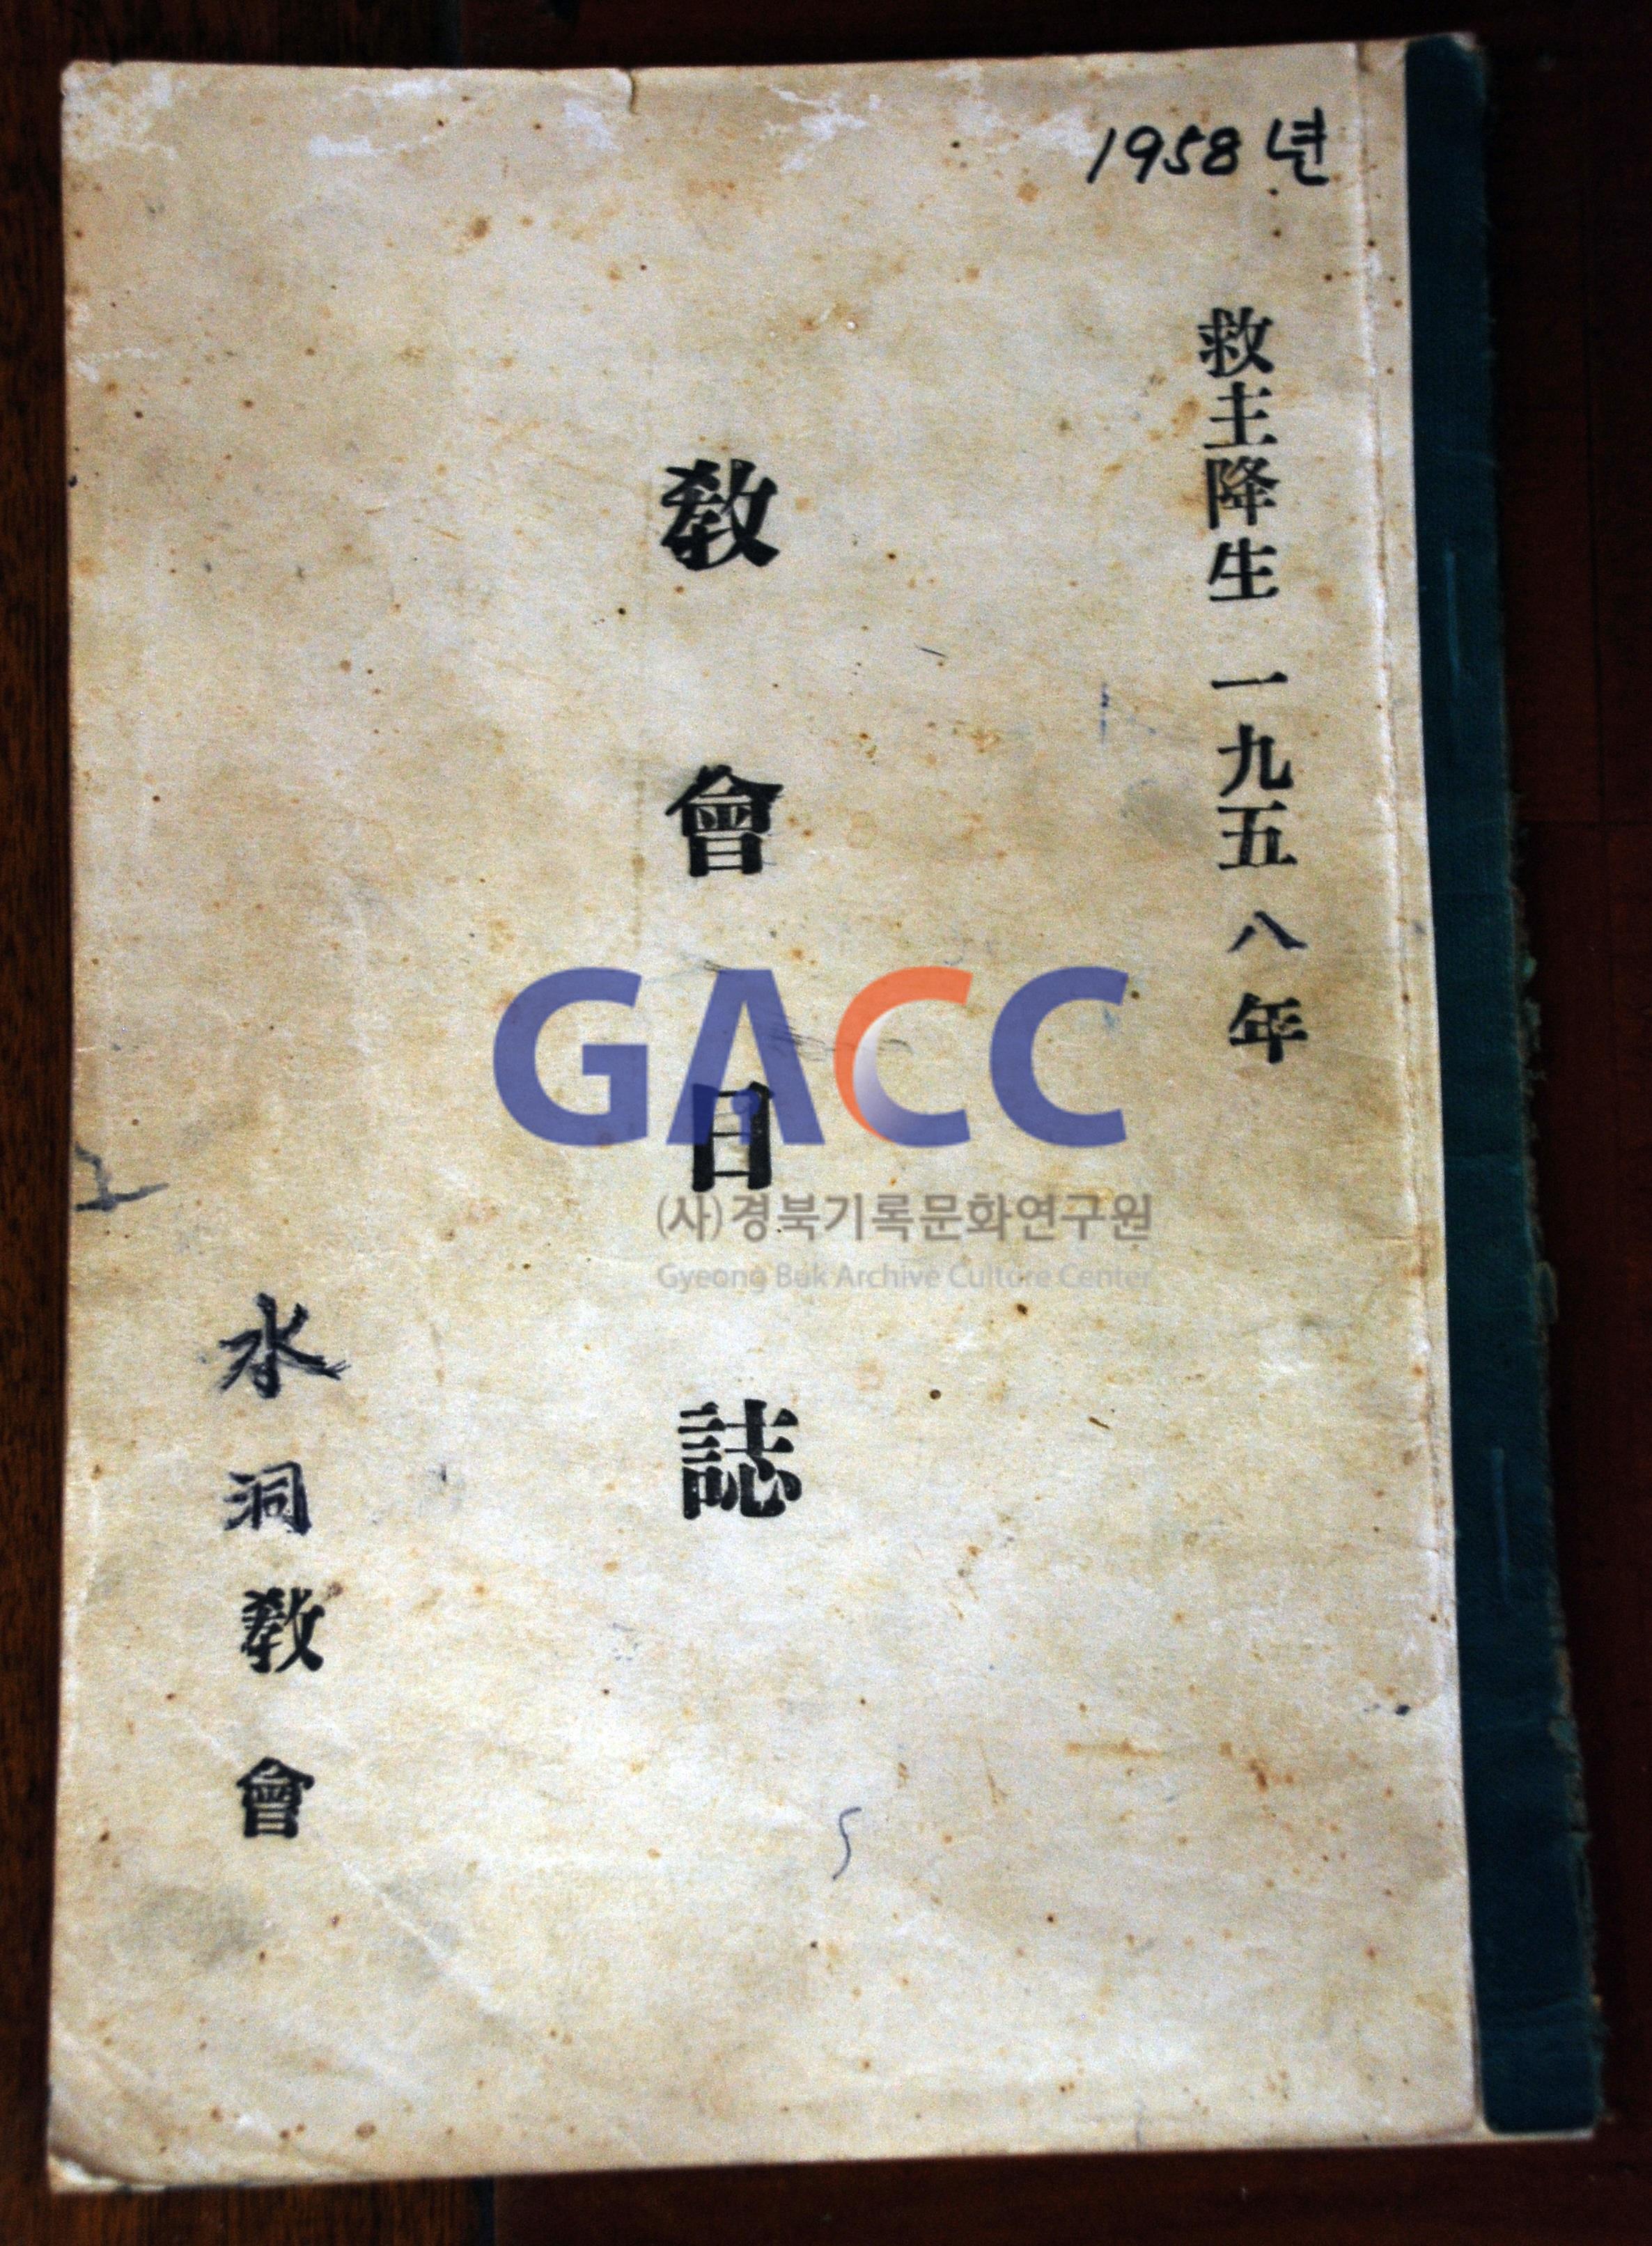 1958년
救主降生 一九五八年
敎會日誌
水洞敎會
GACC
(사)경북기록문화연구원
Gyeong Buk Archive Culture Center